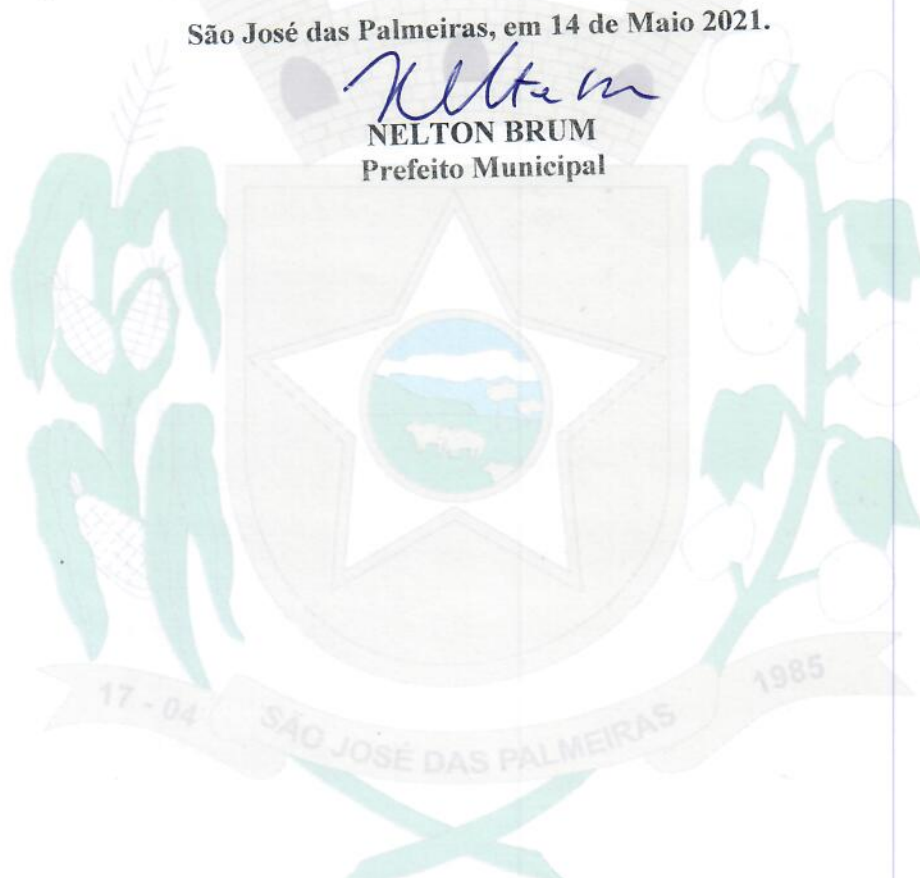 São José das Palmeiras, em 14 de Maio 2021.
NELTON BRUM
Prefeito Municipal
17 - 04
SÃO JOSÉ DAS PALMEIRAS
1985